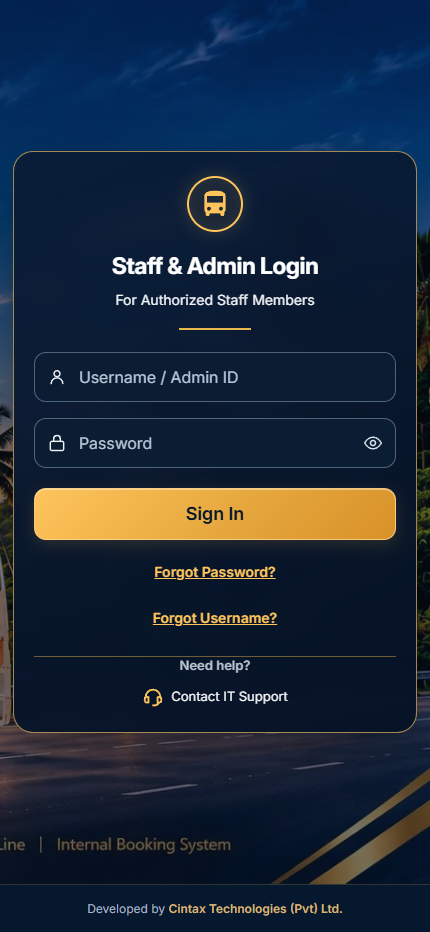 Staff & Admin Login
For Authorized Staff Members
Username / Admin ID
Password
Sign In
Forgot Password?
Forgot Username?
Need help?
Contact IT Support
Line | Internal Booking System
Developed by Cintax Technologies (Pvt) Ltd.